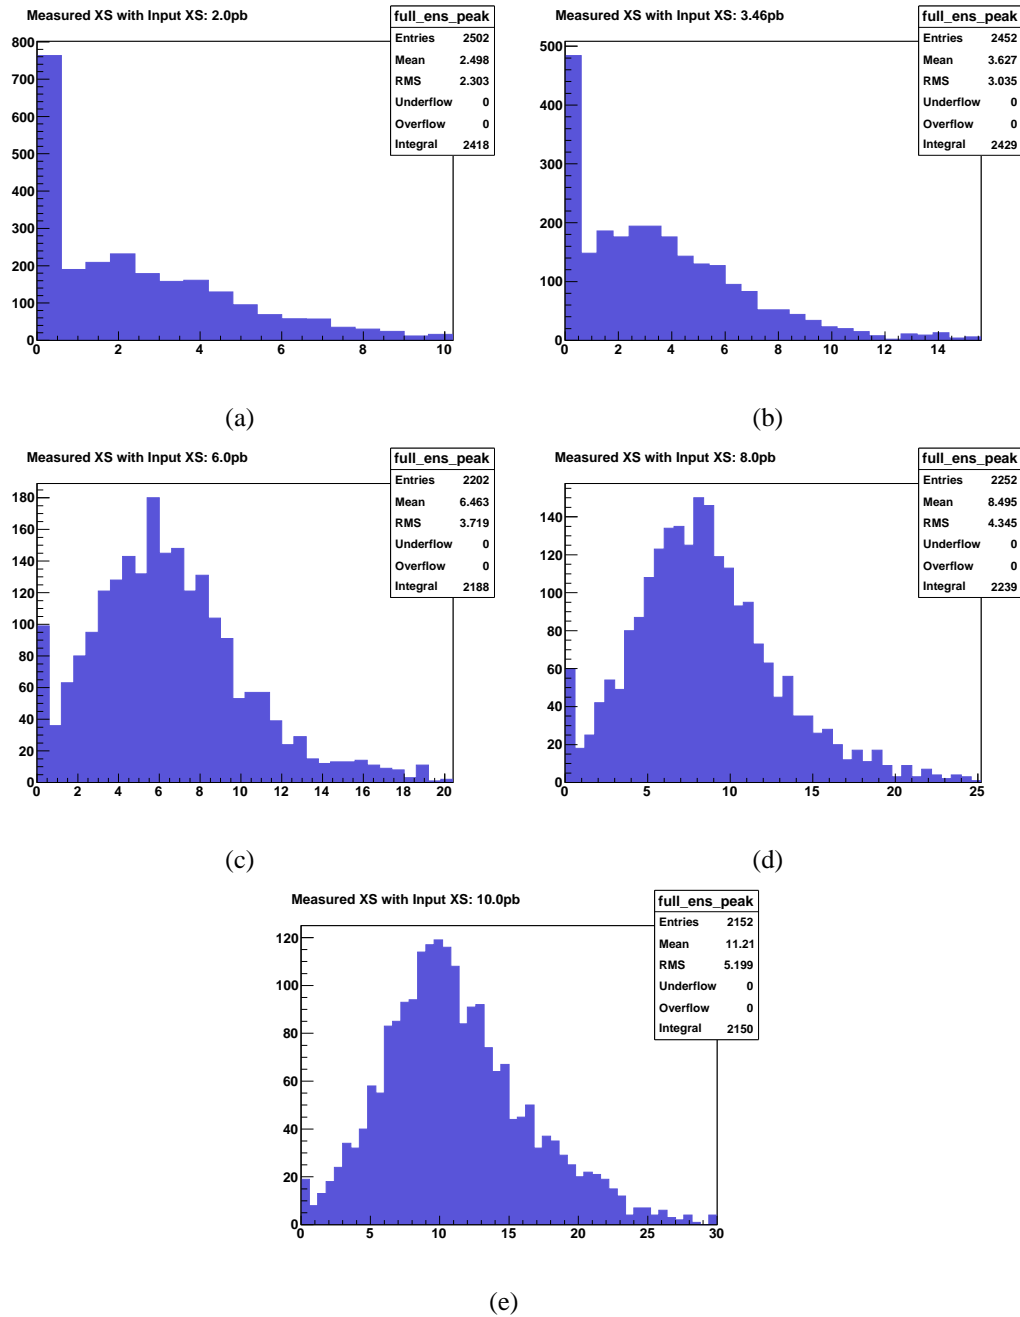 Measured XS with Input XS: 2.0pb
full_ens_peak
Entries 2502
Mean 2.498
RMS 2.303
Underflow 0
Overflow 0
Integral 2418
800
700
600
500
400
300
200
100
0
0 2 4 6 8 10
(a)
Measured XS with Input XS: 3.46pb
full_ens_peak
Entries 2452
Mean 3.627
RMS 3.035
Underflow 0
Overflow 0
Integral 2429
500
400
300
200
100
0
0 2 4 6 8 10 12 14
(b)
Measured XS with Input XS: 6.0pb
full_ens_peak
Entries 2202
Mean 6.463
RMS 3.719
Underflow 0
Overflow 0
Integral 2188
180
160
140
120
100
80
60
40
20
0
0 2 4 6 8 10 12 14 16 18 20
(c)
Measured XS with Input XS: 8.0pb
full_ens_peak
Entries 2252
Mean 8.495
RMS 4.345
Underflow 0
Overflow 0
Integral 2239
140
120
100
80
60
40
20
0
0 5 10 15 20 25
(d)
Measured XS with Input XS: 10.0pb
full_ens_peak
Entries 2152
Mean 11.21
RMS 5.199
Underflow 0
Overflow 0
Integral 2150
120
100
80
60
40
20
0
0 5 10 15 20 25 30
(e)